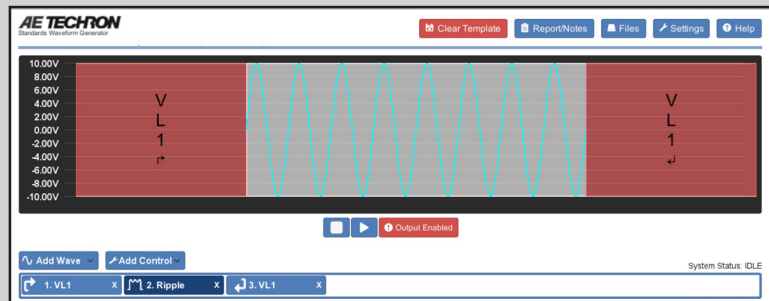 AE TECHRON
Standards Waveform Generator
Clear Template
Report/Notes
Files
Settings
Help
10.00V
8.00V
6.00V
4.00V
2.00V
0.00V
-2.00V
-4.00V
-6.00V
-8.00V
-10.00V
V
L
1
V
L
1
Output Enabled
Add Wave
Add Control
System Status: IDLE
1. VL1 x
2. Ripple x
3. VL1 x